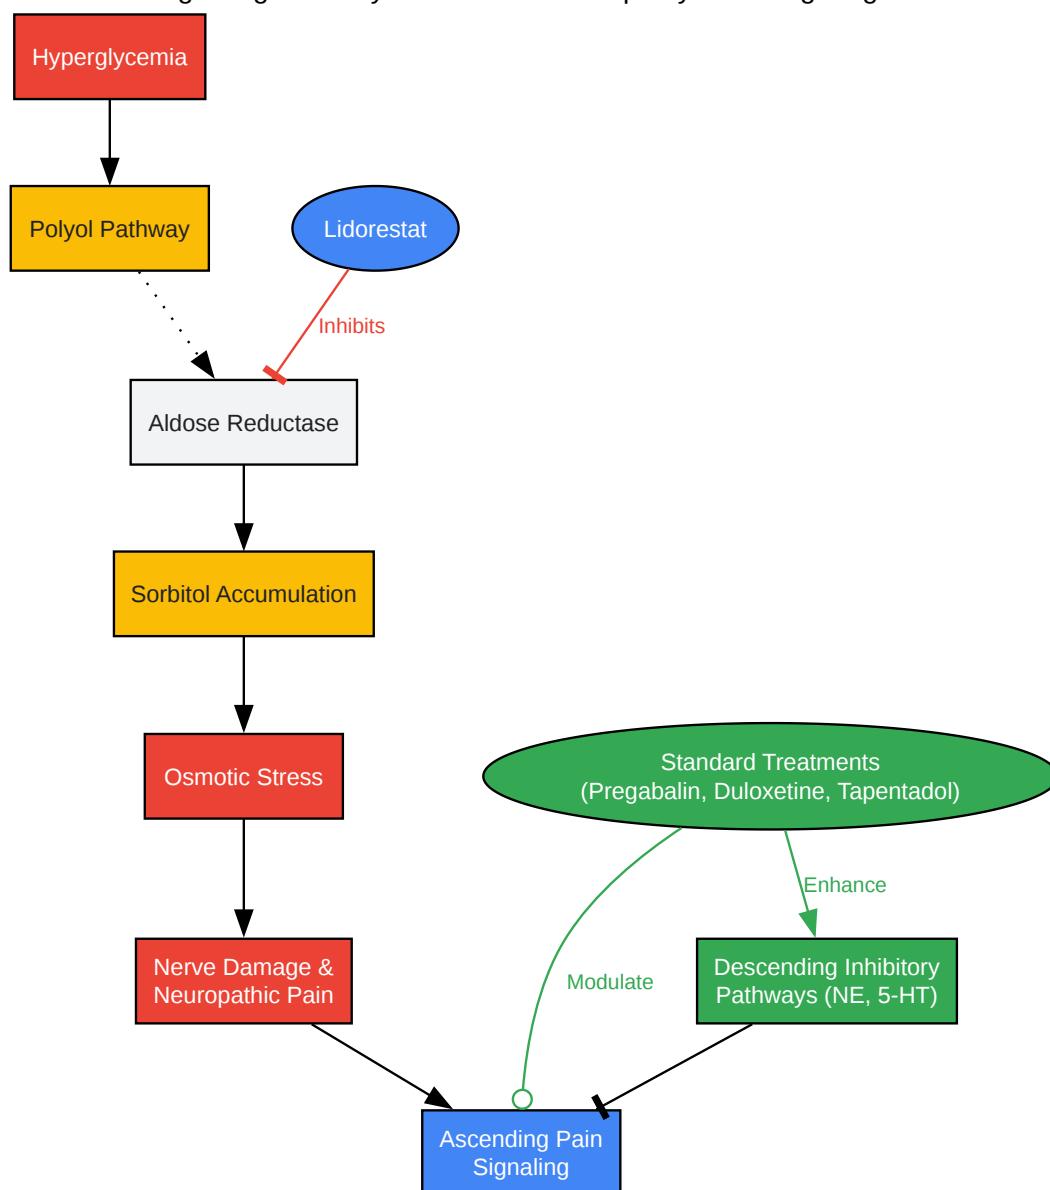 Hyperglycemia
Polyol Pathway
Lidorestat
Inhibits
Aldose Reductase
Sorbitol Accumulation
Osmotic Stress
Standard Treatments
(Pregabalin, Duloxetine, Tapentadol)
Enhance
Nerve Damage &
Neuropathic Pain
Modulate
Descending Inhibitory
Pathways (NE, 5-HT)
Ascending Pain
Signaling